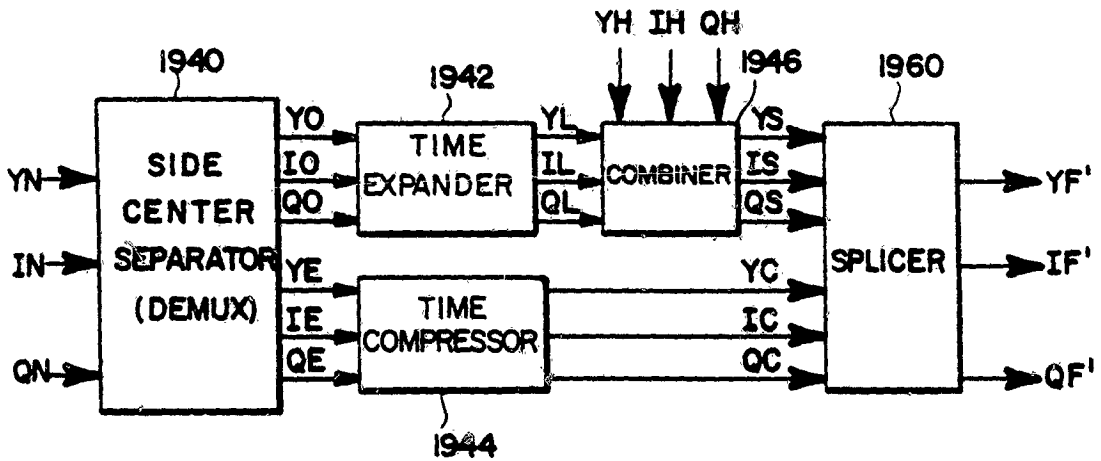 YH IH QH
1940
1942
1946
1960
YN
IN
QN
SIDE
CENTER
SEPARATOR
(DEMUX)
YO
IO
QO
TIME
EXPANDER
YL
IL
QL
COMBINER
YS
IS
QS
YE
IE
QE
TIME
COMPRESSOR
1944
YC
IC
QC
SPLICER
YF'
IF'
QF'